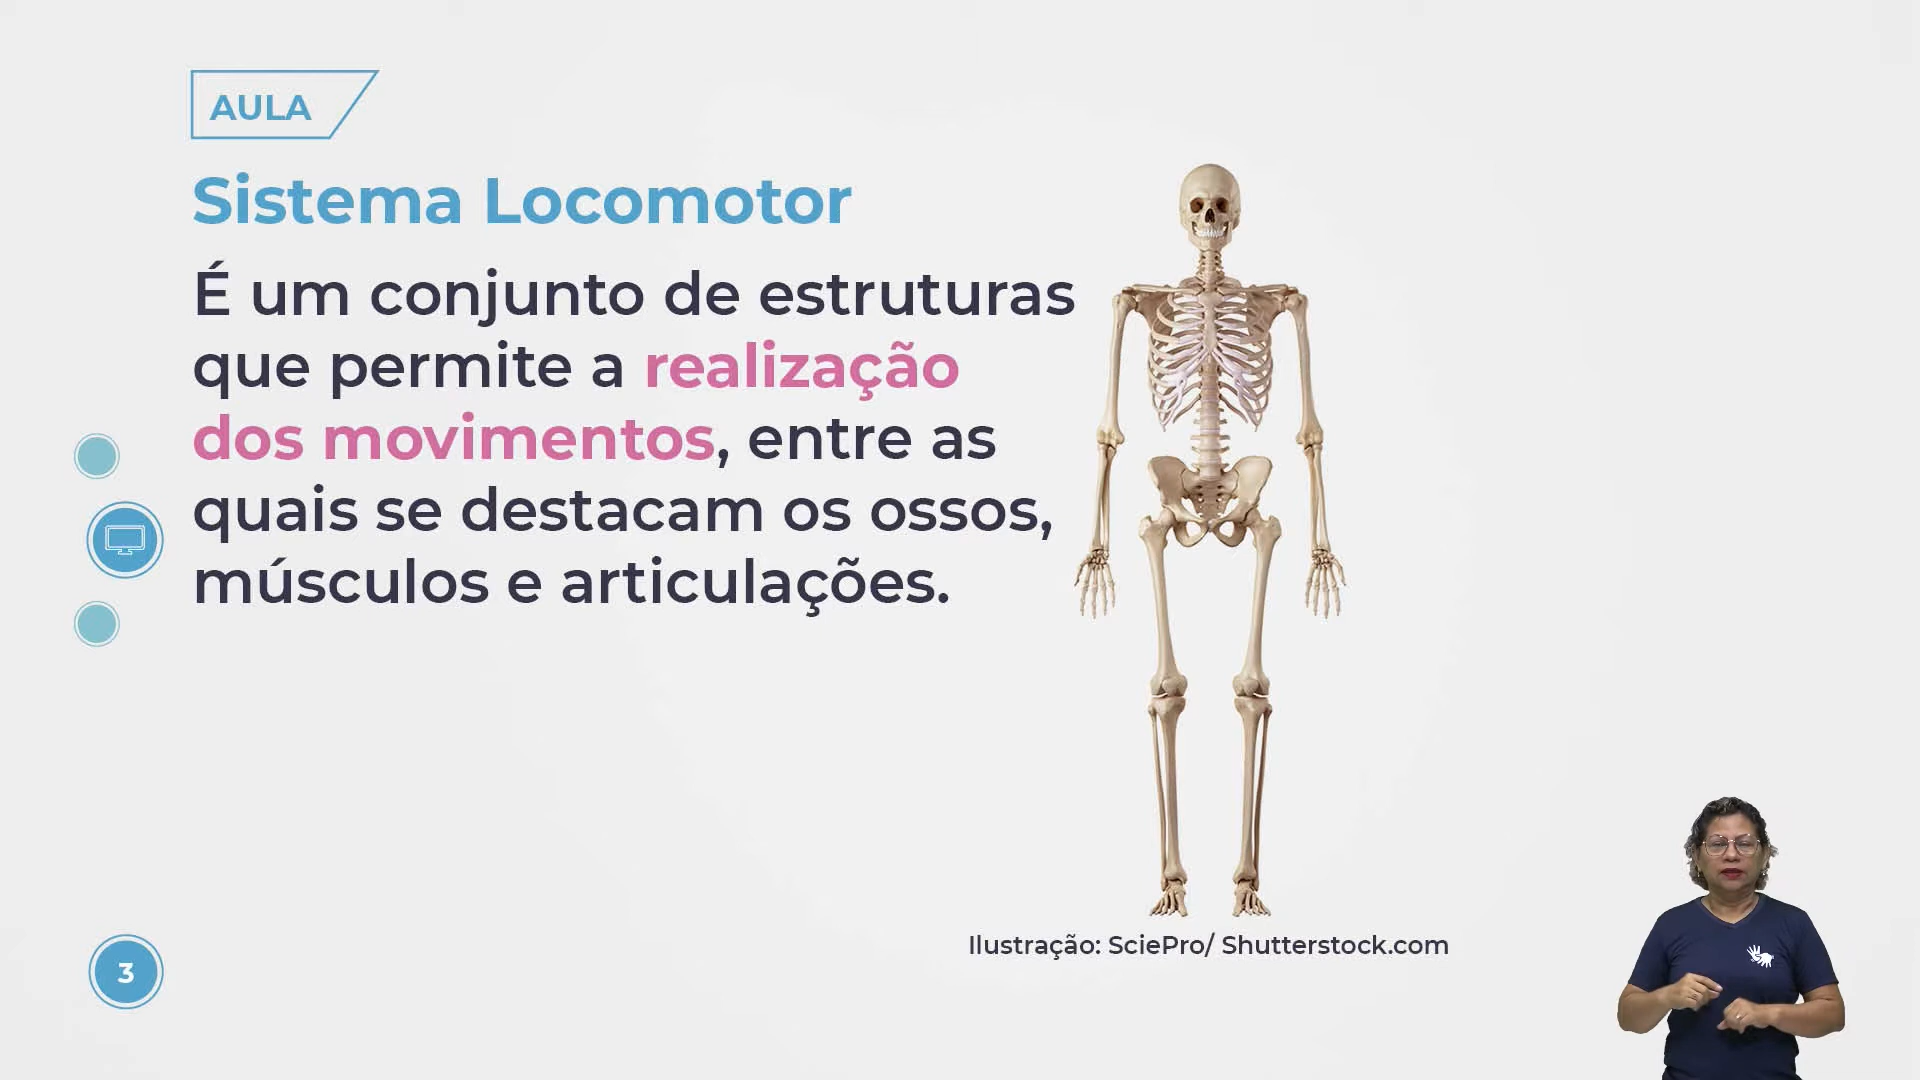 AULA
Sistema Locomotor
É um conjunto de estruturas
que permite a realização
dos movimentos, entre as
quais se destacam os ossos,
músculos e articulações.
Ilustração: SciePro/ Shutterstock.com
3